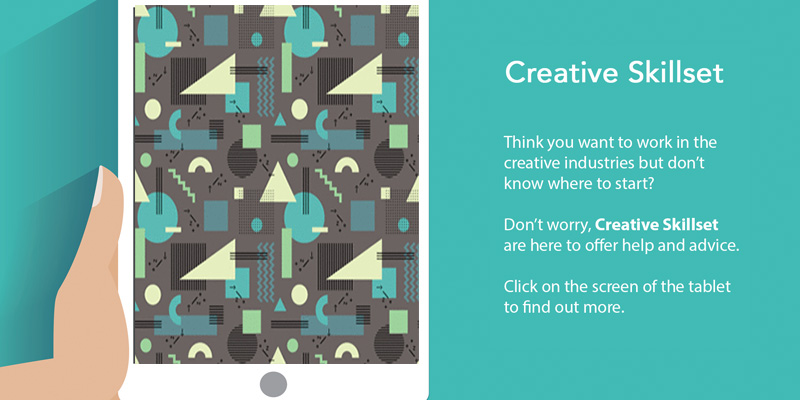 Creative Skillset
Think you want to work in the
creative industries but don't
know where to start?
Don't worry, Creative Skillset
are here to offer help and advice.
Click on the screen of the tablet
to find out more.